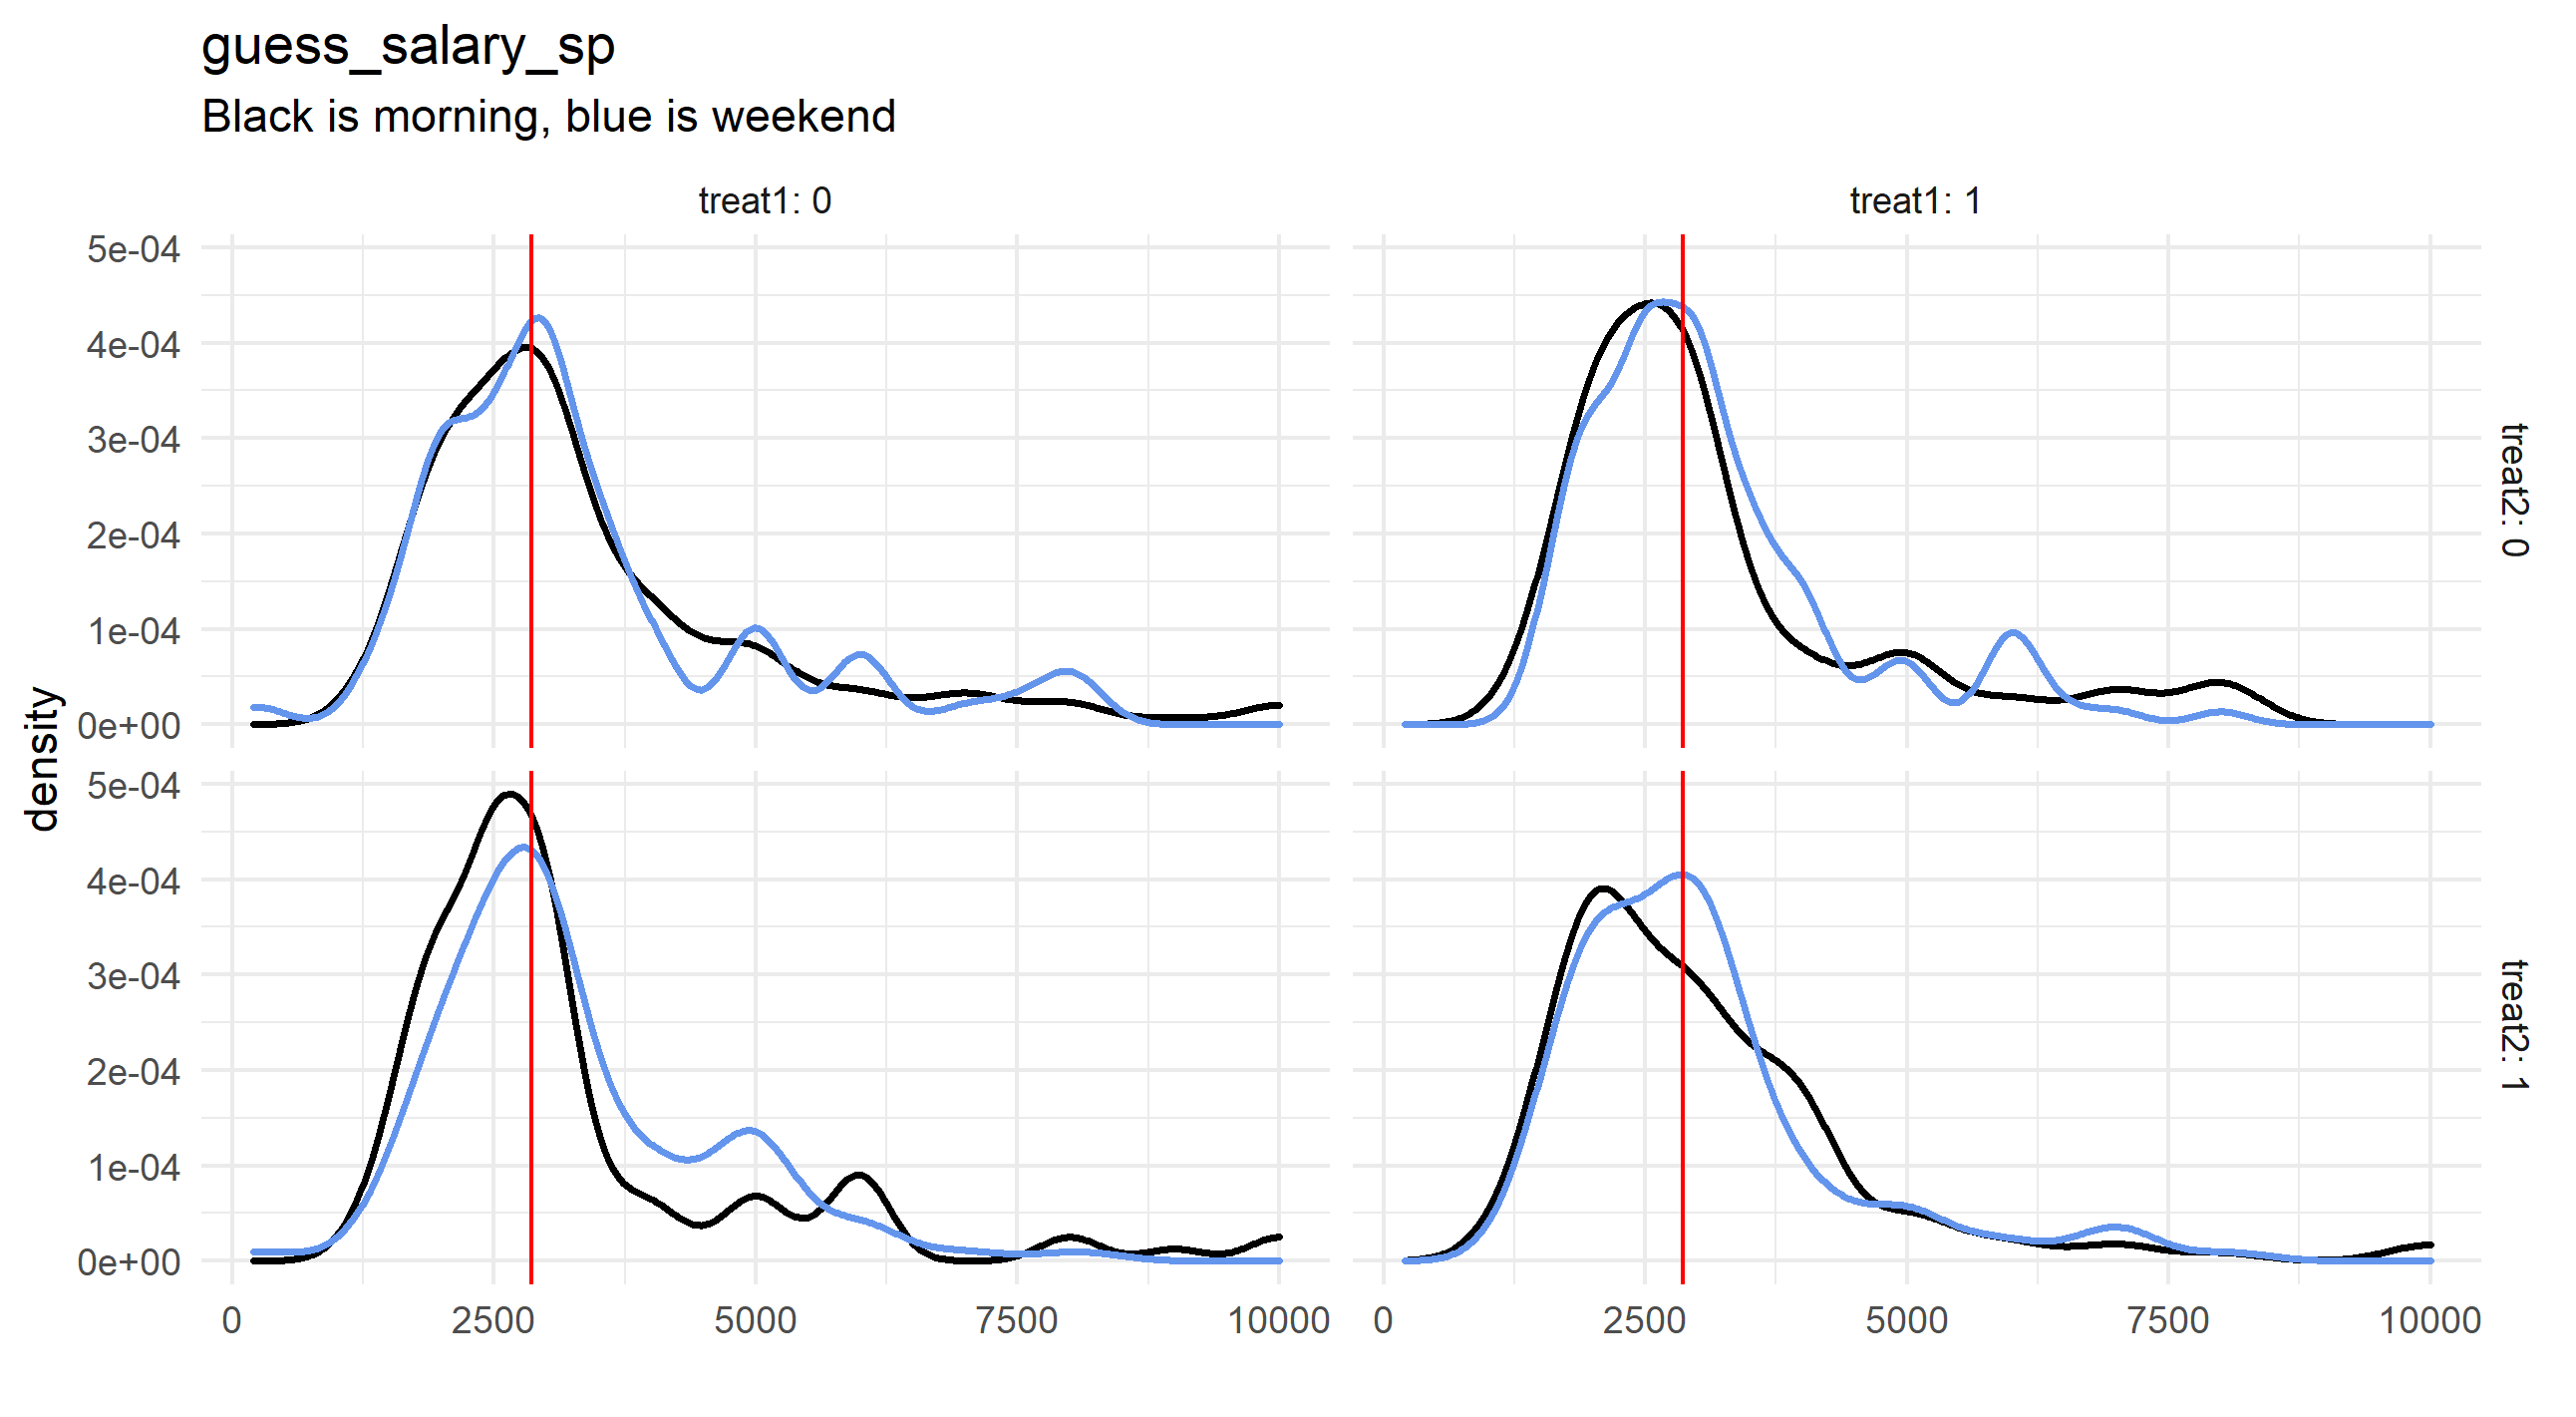 guess_salary_sp
Black is morning, blue is weekend
treat1: 0
treat1: 1
5e-04
4e-04
3e-04
2e-04
1e-04
0e+00
treat2: 0
density
5e-04
4e-04
3e-04
2e-04
1e-04
0e+00
treat2: 1
0 2500 5000 7500 10000
0 2500 5000 7500 10000